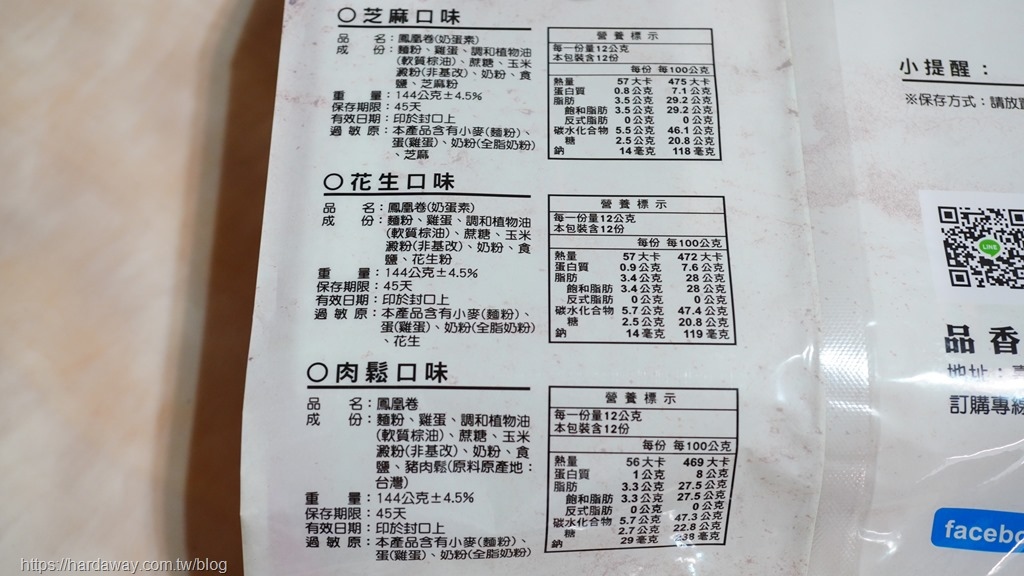 ○芝麻口味
品　　名：鳳凰卷(奶蛋素)
成　　份：麵粉、雞蛋、調和植物油
(軟質棕油)、蔗糖、玉米
澱粉(非基改)、奶粉、食
鹽、芝麻粉
重　　量：144公克±4.5%
保存期限：45天
有效日期：印於封口上
過 敏 原：本產品含有小麥(麵粉)、
蛋(雞蛋)、奶粉(全脂奶粉)
、芝麻
營 養 標 示
每一份量12公克
本包裝含12份
每份 每100公克
熱量 57大卡 475大卡
蛋白質 0.8公克 7.1公克
脂肪 3.5公克 29.2公克
飽和脂肪 3.5公克 29.2公克
反式脂肪 0公克 0公克
碳水化合物 5.5公克 46.1公克
糖 2.5公克 20.8公克
鈉 14毫克 118毫克
○花生口味
品　　名：鳳凰卷(奶蛋素)
成　　份：麵粉、雞蛋、調和植物油
(軟質棕油)、蔗糖、玉米
澱粉(非基改)、奶粉、食
鹽、花生粉
重　　量：144公克±4.5%
保存期限：45天
有效日期：印於封口上
過 敏 原：本產品含有小麥(麵粉)、
蛋(雞蛋)、奶粉(全脂奶粉)
、花生
營 養 標 示
每一份量12公克
本包裝含12份
每份 每100公克
熱量 57大卡 472大卡
蛋白質 0.9公克 7.6公克
脂肪 3.4公克 28公克
飽和脂肪 3.4公克 28公克
反式脂肪 0公克 0公克
碳水化合物 5.7公克 47.4公克
糖 2.5公克 20.8公克
鈉 14毫克 119毫克
○肉鬆口味
品　　名：鳳凰卷
成　　份：麵粉、雞蛋、調和植物油
(軟質棕油)、蔗糖、玉米
澱粉(非基改)、奶粉、食
鹽、豬肉鬆(原料原產地：
台灣)
重　　量：144公克±4.5%
保存期限：45天
有效日期：印於封口上
過 敏 原：本產品含有小麥(麵粉)、
蛋(雞蛋)、奶粉(全脂奶粉)
營 養 標 示
每一份量12公克
本包裝含12份
每份 每100公克
熱量 56大卡 469大卡
蛋白質 1公克 8公克
脂肪 3.3公克 27.5公克
飽和脂肪 3.3公克 27.5公克
反式脂肪 0公克 0公克
碳水化合物 5.7公克 47.3公克
糖 2.7公克 22.8公克
鈉 29毫克 毫克
小提醒：
※保存方式：請放
LINE
品香
地址：
訂購專線
facebo
https://hardaway.com.tw/blog